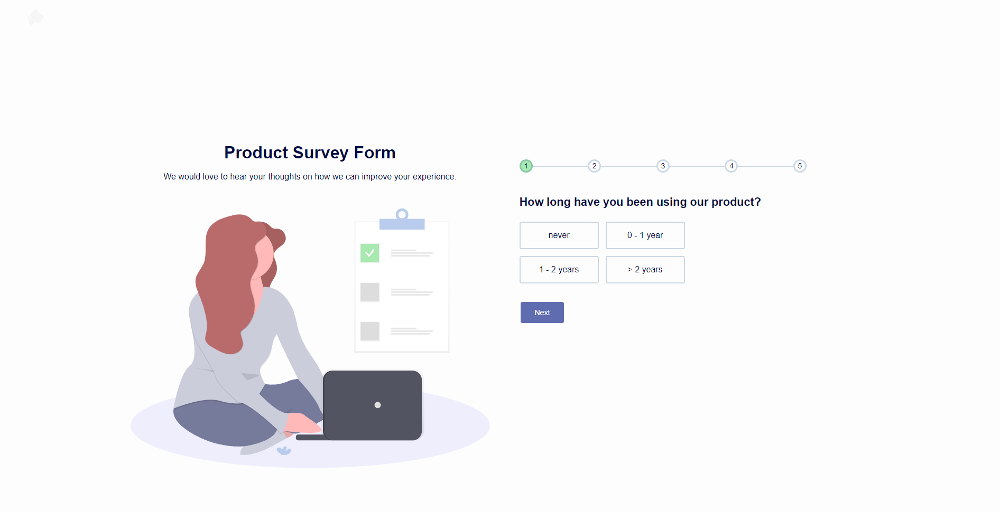 Product Survey Form
We would love to hear your thoughts on how we can improve your experience.
1 2 3 4 5
How long have you been using our product?
never 0 - 1 year
1 - 2 years > 2 years
Next